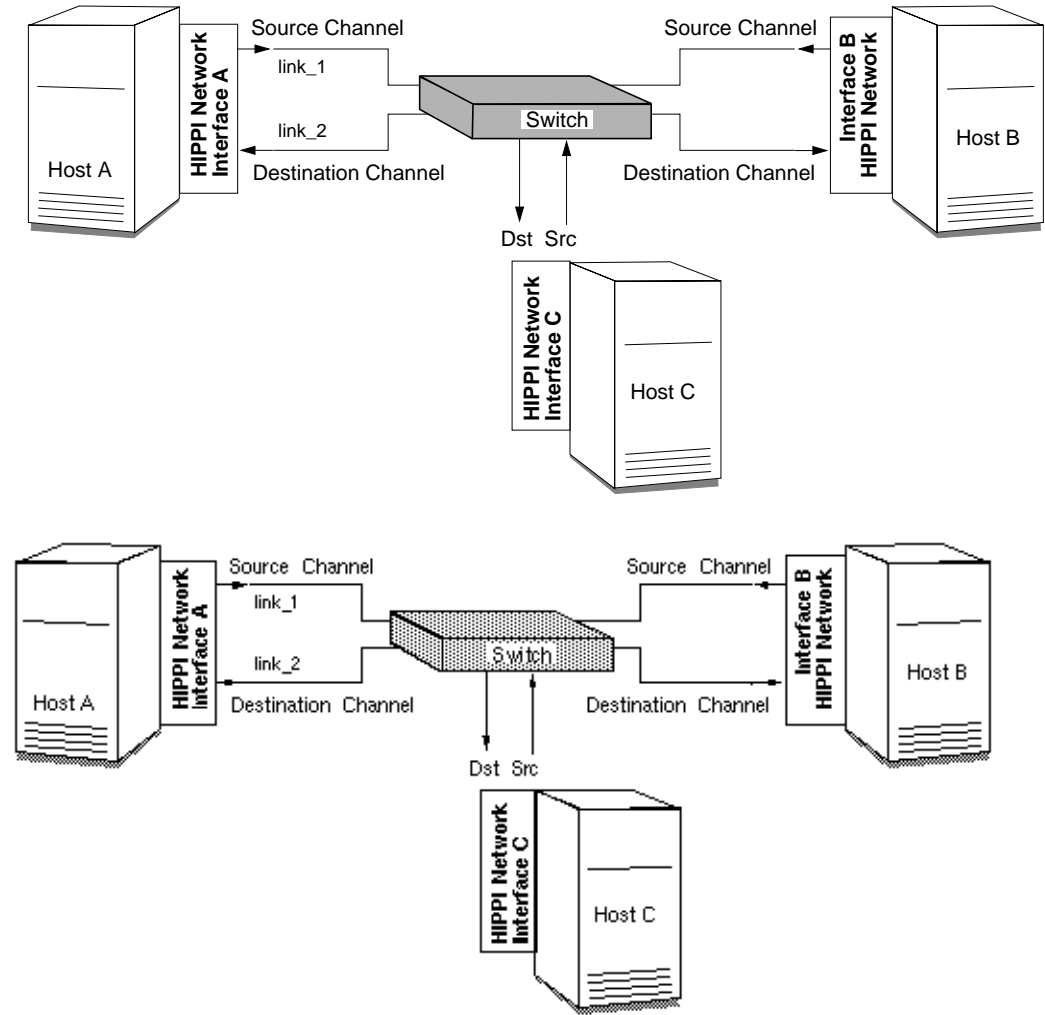 Source Channel
Source Channel
link_1
HIPPI Network
Interface A
Interface B
HIPPI Network
Switch
link_2
Host A
Host B
Destination Channel
Destination Channel
Dst Src
HIPPI Network
Interface C
Host C
Source Channel
Source Channel
link_1
HIPPI Network
Interface A
Interface B
HIPPI Network
Switch
link_2
Host A
Host B
Destination Channel
Destination Channel
Dst Src
HIPPI Network
Interface C
Host C